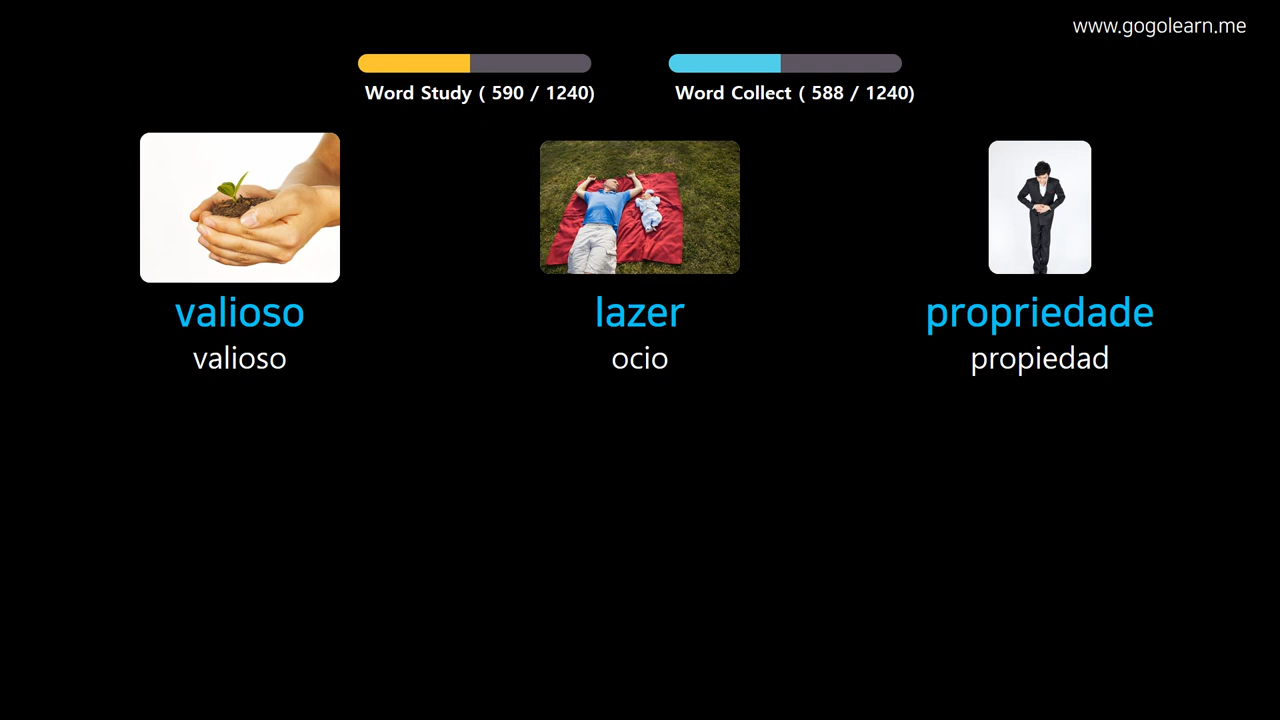 www.gogolearn.me
Word Study ( 590 / 1240)
Word Collect ( 588 / 1240)
valioso
lazer
propriedade
valioso
ocio
propiedad